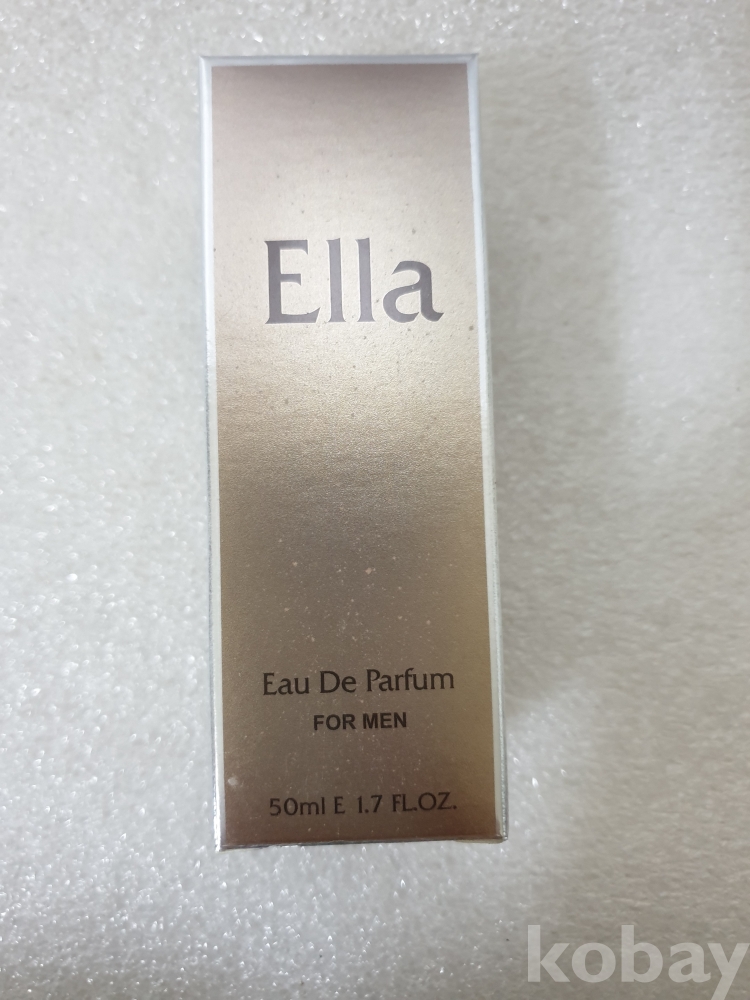 Ella
Eau De Parfum
FOR MEN
50ml E 1.7 FL.OZ.
kobay